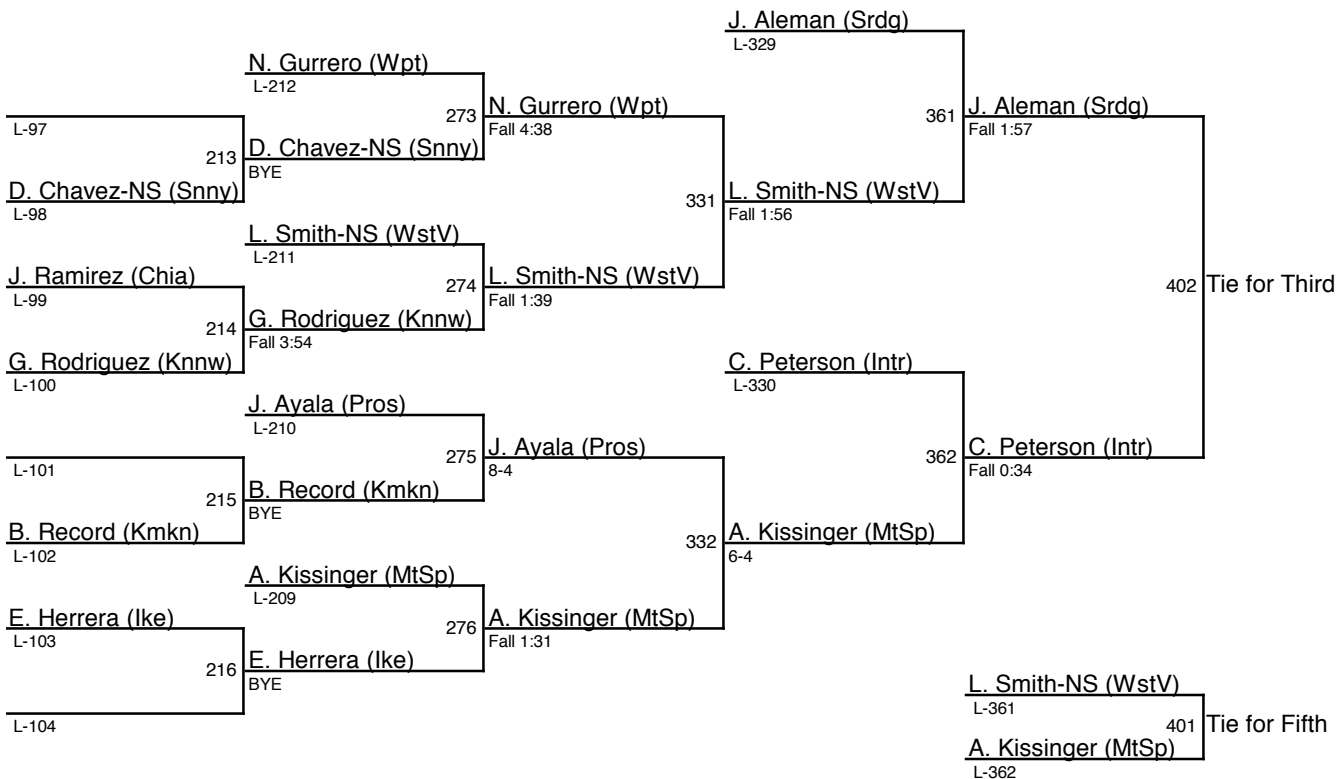 J. Aleman (Srdg)
L-329
N. Gurrero (Wpt)
L-212
L-97
273 N. Gurrero (Wpt)
Fall 4:38
361 J. Aleman (Srdg)
Fall 1:57
213 D. Chavez-NS (Snny)
BYE
D. Chavez-NS (Snny)
L-98
331 L. Smith-NS (WstV)
Fall 1:56
L. Smith-NS (WstV)
L-211
J. Ramirez (Chia)
L-99
274 L. Smith-NS (WstV)
Fall 1:39
402 Tie for Third
214 G. Rodriguez (Knnw)
Fall 3:54
G. Rodriguez (Knnw)
L-100
C. Peterson (Intr)
L-330
J. Ayala (Pros)
L-210
L-101
275 J. Ayala (Pros)
8-4
362 C. Peterson (Intr)
Fall 0:34
215 B. Record (Kmkn)
BYE
B. Record (Kmkn)
L-102
332 A. Kissinger (MtSp)
6-4
A. Kissinger (MtSp)
L-209
E. Herrera (Ike)
L-103
276 A. Kissinger (MtSp)
Fall 1:31
216 E. Herrera (Ike)
BYE
L-104
L. Smith-NS (WstV)
L-361
401 Tie for Fifth
A. Kissinger (MtSp)
L-362